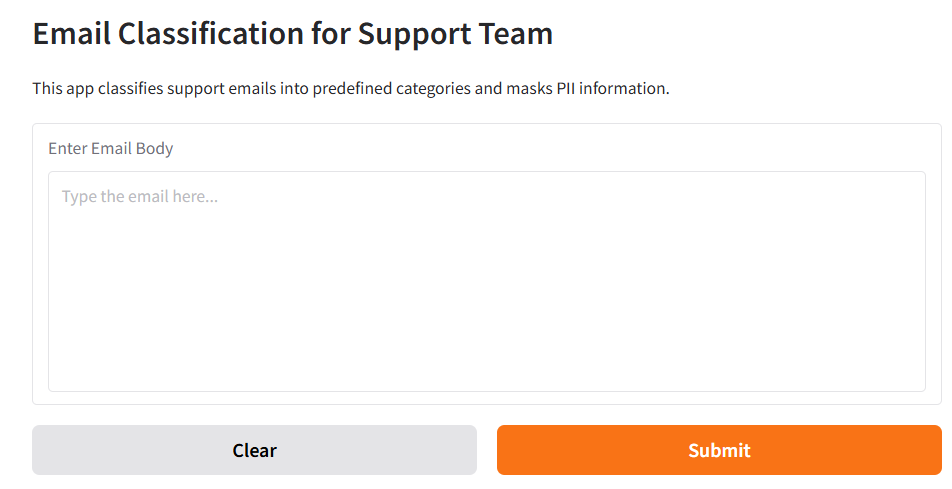 Email Classification for Support Team
This app classifies support emails into predefined categories and masks PII information.
Enter Email Body
Type the email here...
Clear
Submit